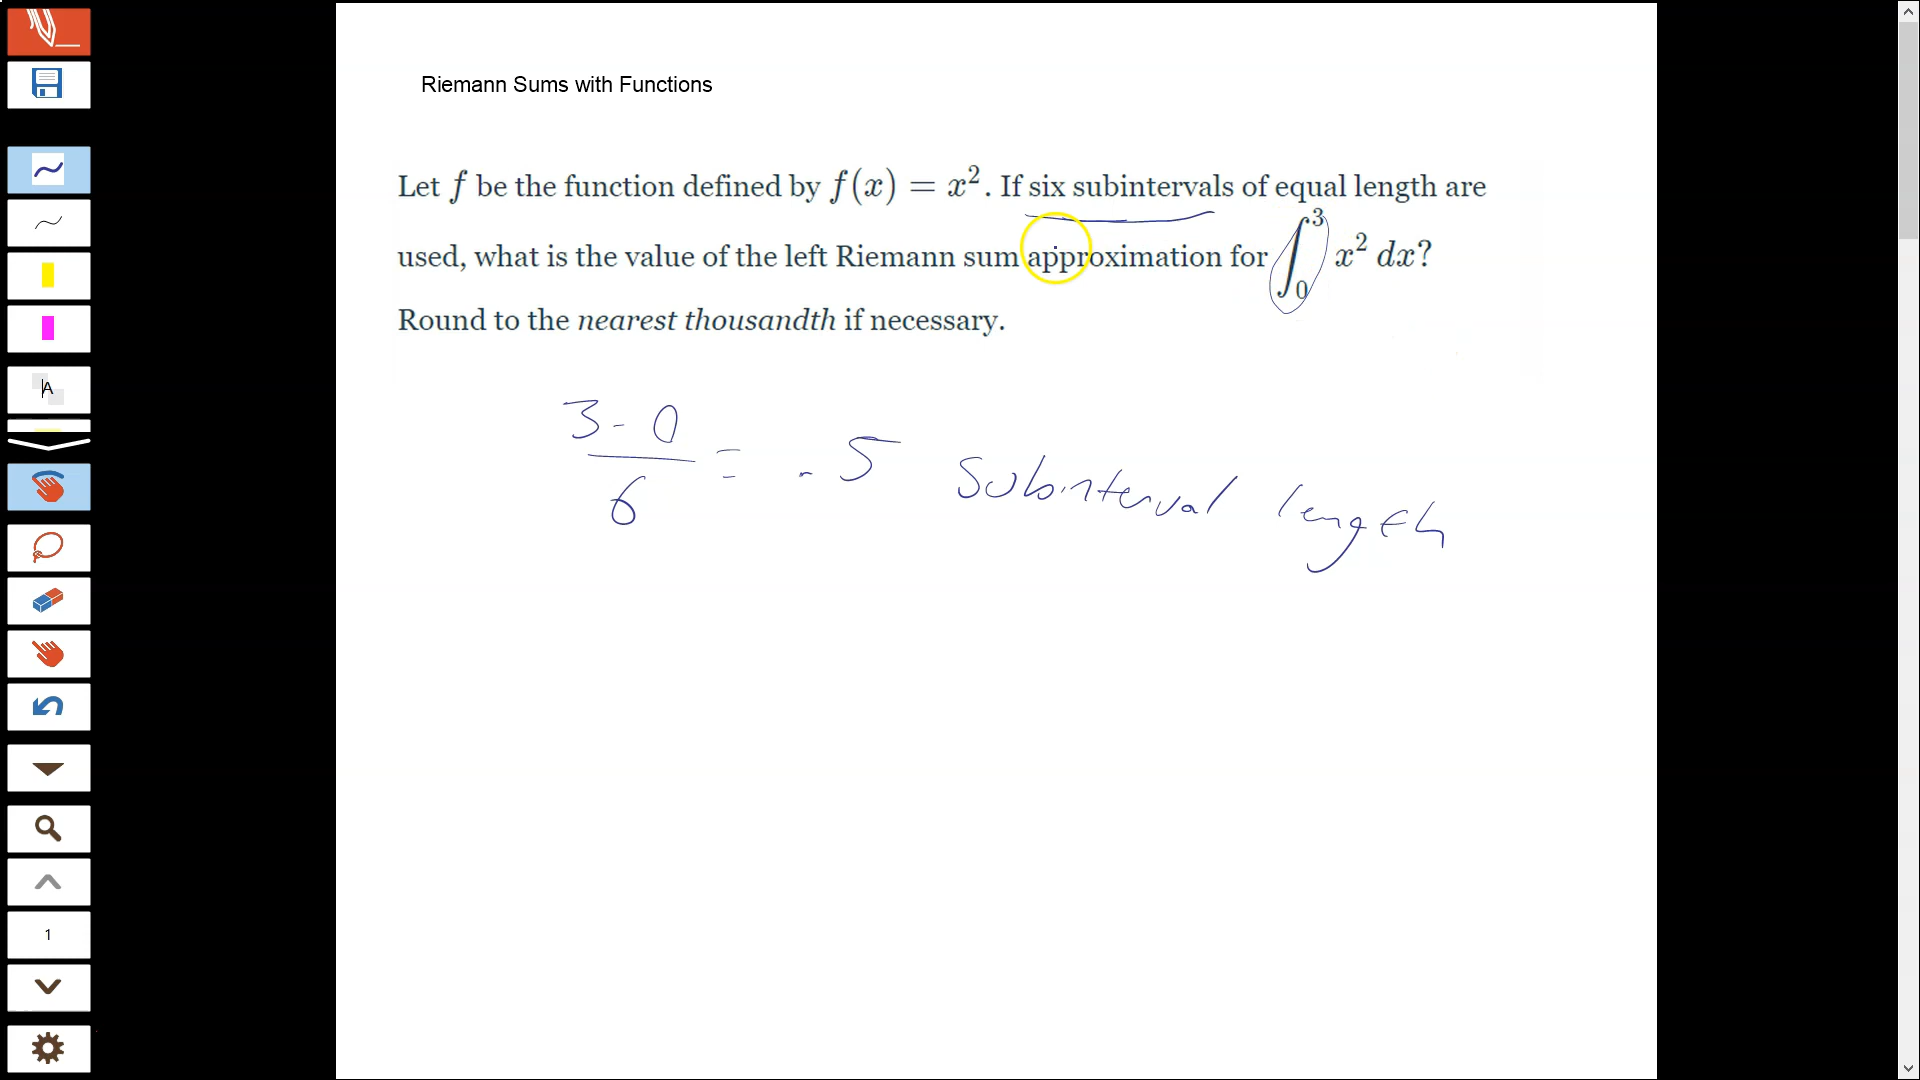 Riemann Sums with Functions
Let f be the function defined by f(x) = x². If six subintervals of equal length are
used, what is the value of the left Riemann sum approximation for ∫₀³ x² dx?
Round to the nearest thousandth if necessary.
3 - 0
6
= .5 subinterval length
A
1